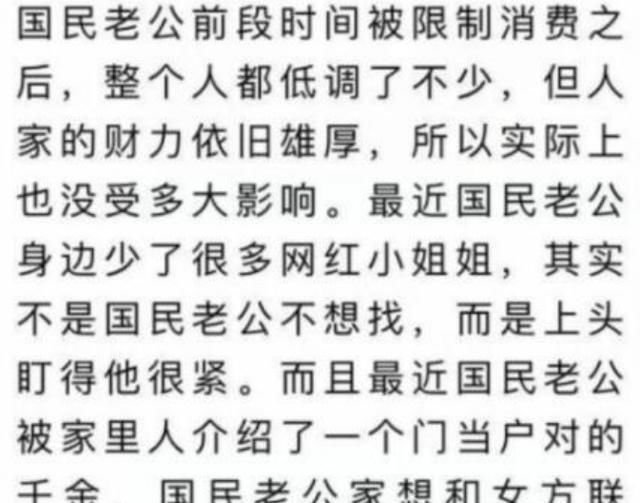 国民老公前段时间被限制消费之
后，整个人都低调了不少，但人
家的财力依旧雄厚，所以实际上
也没受多大影响。最近国民老公
身边少了很多网红小姐姐，其实
不是国民老公不想找，而是上头
盯得他很紧。而且最近国民老公
被家里人介绍了一个门当户对的
千金，国民老公家想和女方联